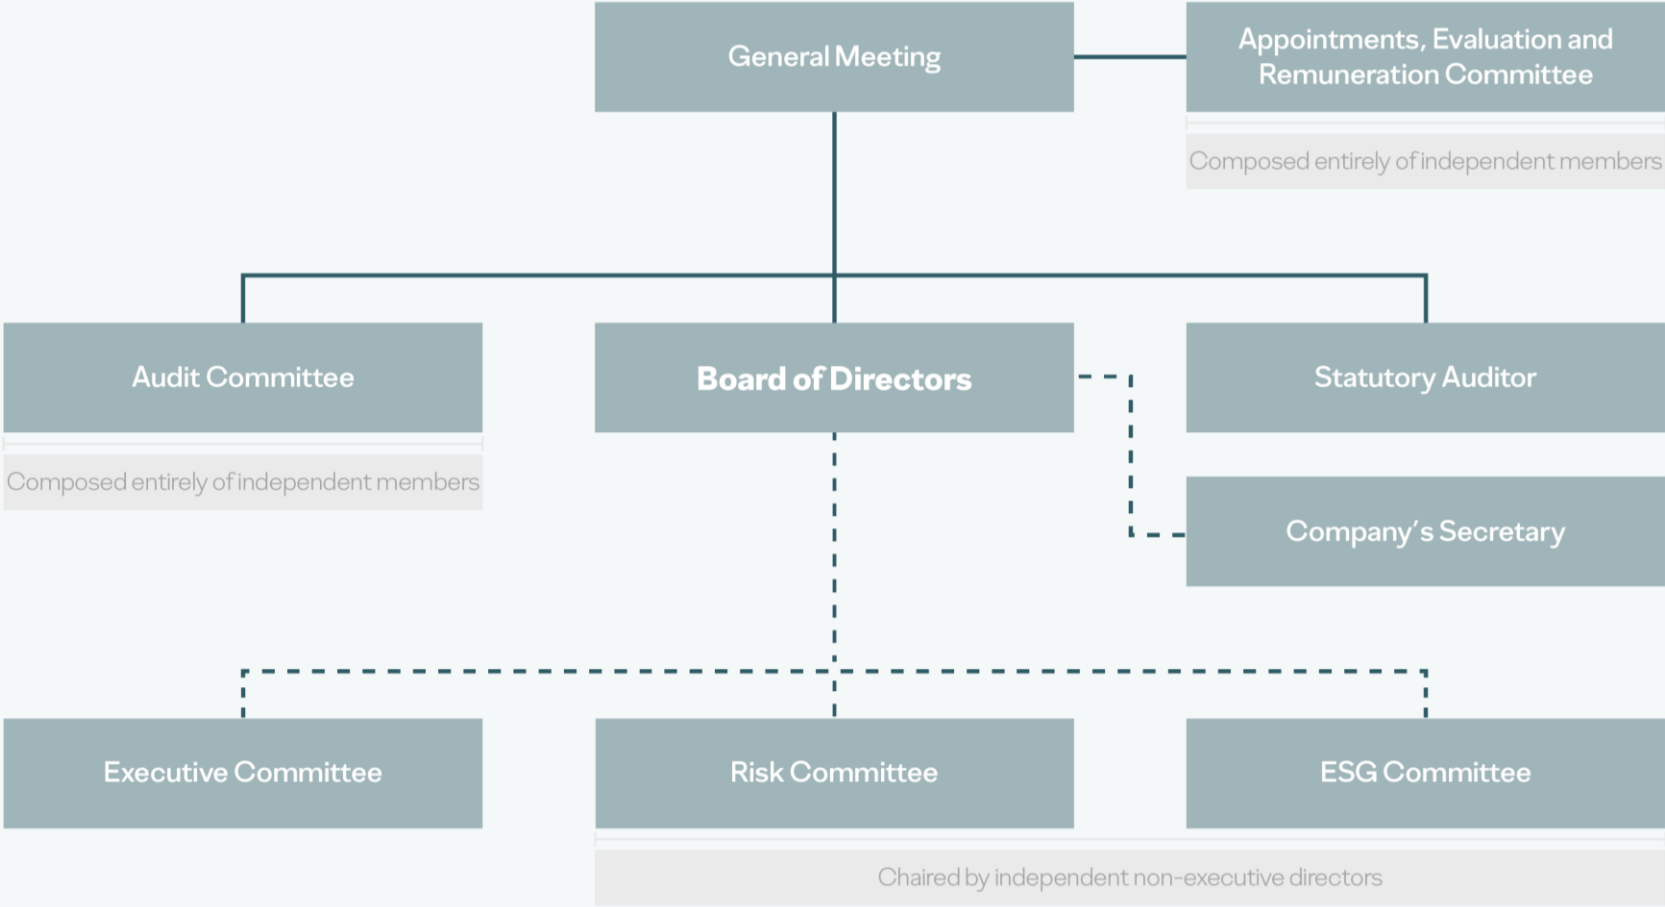 General Meeting
Appointments, Evaluation and
Remuneration Committee
Composed entirely of independent members
Audit Committee
Board of Directors
Statutory Auditor
Composed entirely of independent members
Company´s Secretary
Executive Committee
Risk Committee
ESG Committee
Chaired by independent non-executive directors